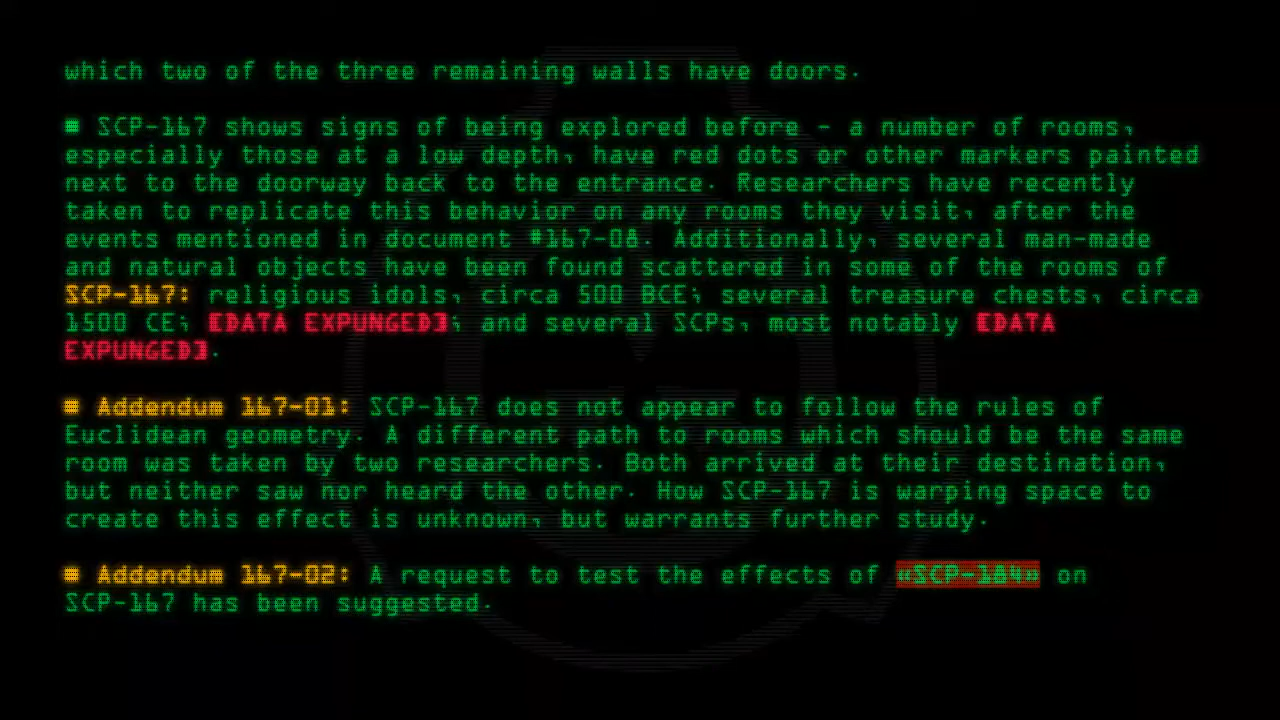 which two of the three remaining walls have doors.
■ SCP-167 shows signs of being explored before - a number of rooms,
especially those at a low depth, have red dots or other markers painted
next to the doorway back to the entrance. Researchers have recently
taken to replicate this behavior on any rooms they visit, after the
events mentioned in document #167-08. Additionally, several man-made
and natural objects have been found scattered in some of the rooms of
SCP-167: religious idols, circa 500 BCE; several treasure chests, circa
1500 CE; [DATA EXPUNGED]; and several SCPs, most notably [DATA
EXPUNGED].
■ Addendum 167-01: SCP-167 does not appear to follow the rules of
Euclidean geometry. A different path to rooms which should be the same
room was taken by two researchers. Both arrived at their destination,
but neither saw nor heard the other. How SCP-167 is warping space to
create this effect is unknown, but warrants further study.
■ Addendum 167-02: A request to test the effects of «SCP-184» on
SCP-167 has been suggested.